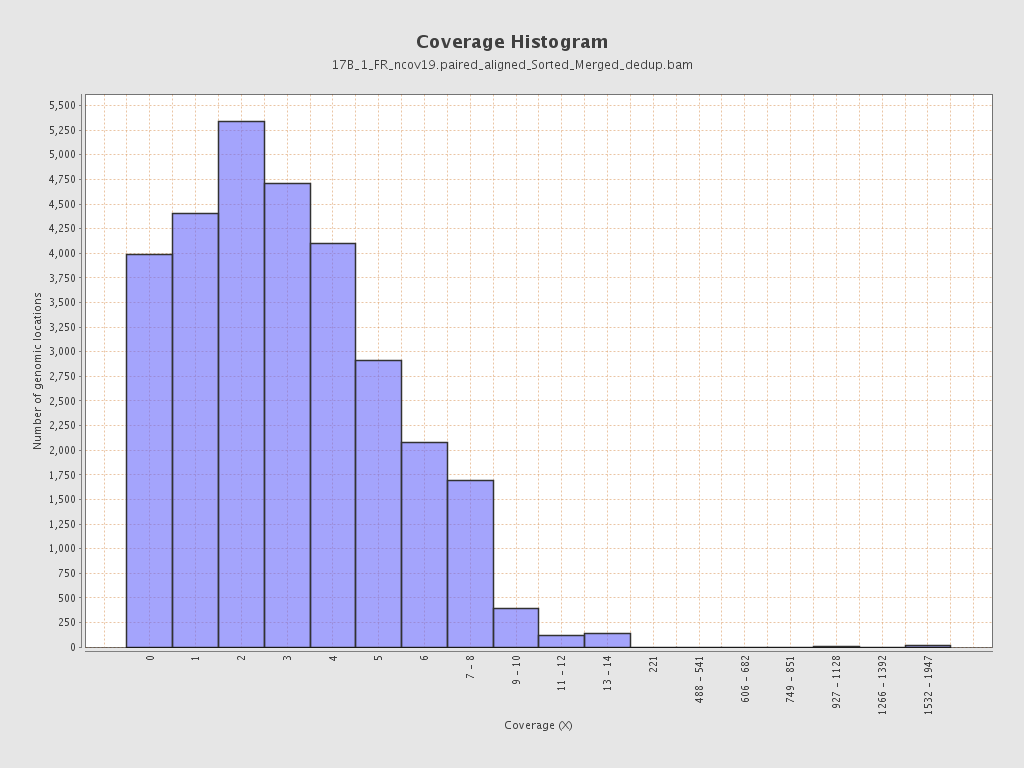 Coverage Histogram
17B_1_FR_ncov19.paired_aligned_Sorted_Merged_dedup.bam
Number of genomic locations
5,500
5,250
5,000
4,750
4,500
4,250
4,000
3,750
3,500
3,250
3,000
2,750
2,500
2,250
2,000
1,750
1,500
1,250
1,000
750
500
250
0
0
1
2
3
4
5
6
7 - 8
9 - 10
11 - 12
13 - 14
221
488 - 541
606 - 682
749 - 851
927 - 1128
1266 - 1392
1532 - 1947
Coverage (X)